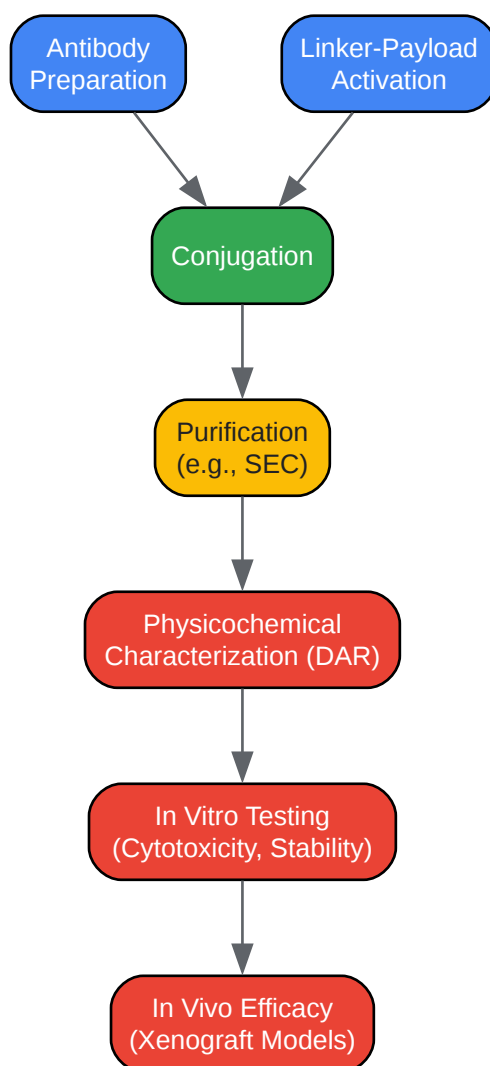 Antibody
Preparation
Linker-Payload
Activation
Conjugation
Purification
(e.g., SEC)
Physicochemical
Characterization (DAR)
In Vitro Testing
(Cytotoxicity, Stability)
In Vivo Efficacy
(Xenograft Models)